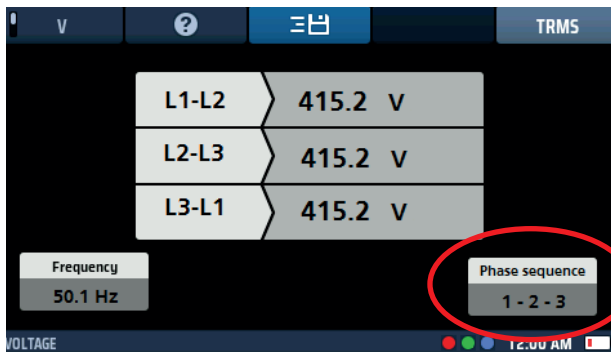 V TRMS
L1-L2 415.2 V
L2-L3 415.2 V
L3-L1 415.2 V
Frequency
50.1 Hz
Phase sequence
1 - 2 - 3
VOLTAGE 12:00 AM